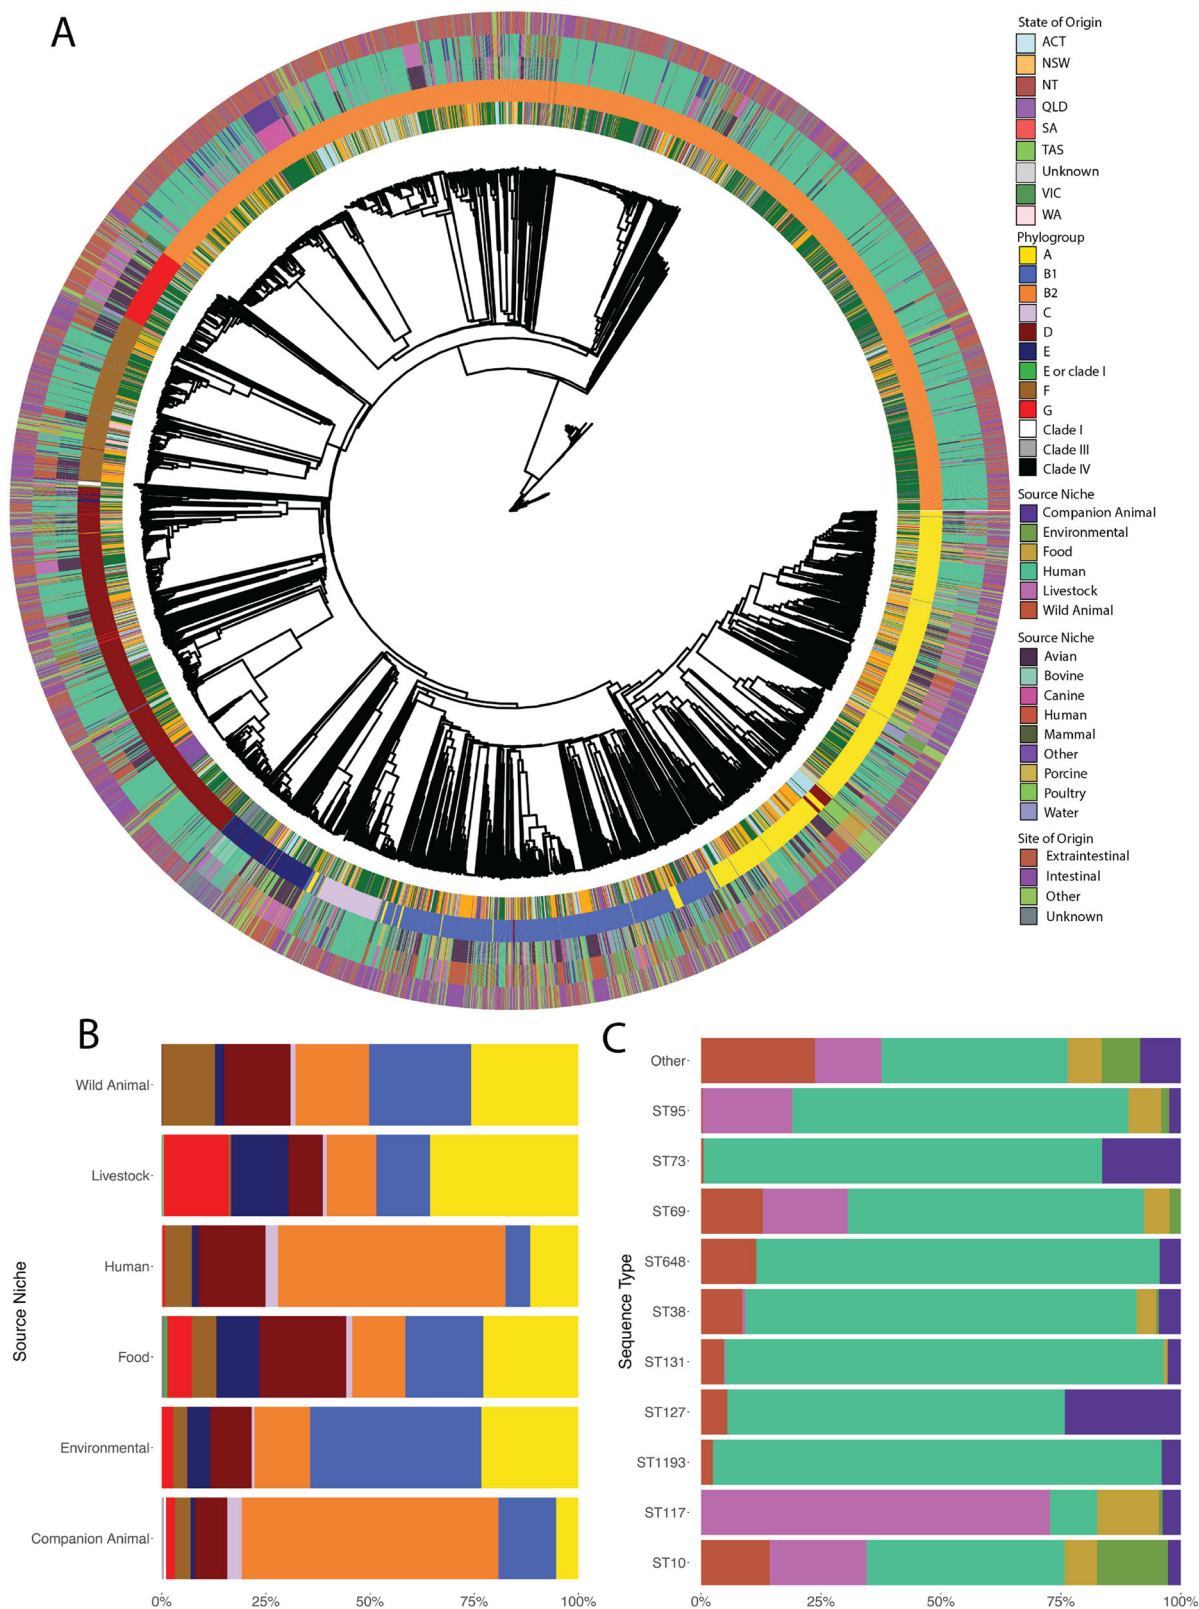 A
State of Origin
ACT
NSW
NT
QLD
SA
TAS
Unknown
VIC
WA
Phylogroup
A
B1
B2
C
D
E
E or clade I
F
G
Clade I
Clade III
Clade IV
Source Niche
Companion Animal
Environmental
Food
Human
Livestock
Wild Animal
Source Niche
Avian
Bovine
Canine
Human
Mammal
Other
Porcine
Poultry
Water
Site of Origin
Extraintestinal
Intestinal
Other
Unknown
B
Source Niche
Wild Animal
Livestock
Human
Food
Environmental
Companion Animal
0% 25% 50% 75% 100%
C
Sequence Type
Other
ST95
ST73
ST69
ST648
ST38
ST131
ST127
ST1193
ST117
ST10
0% 25% 50% 75% 100%